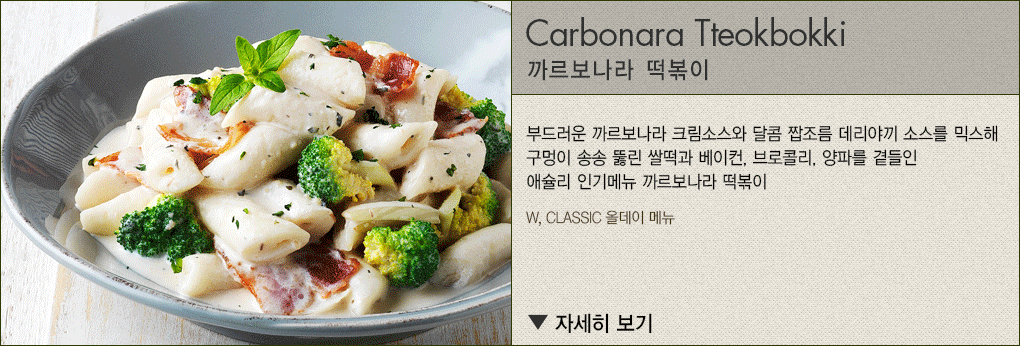 Carbonara Tteokbokki
까르보나라 떡볶이
부드러운 까르보나라 크림소스와 달콤 짭조름 데리야끼 소스를 믹스해
구멍이 송송 뚫린 쌀떡과 베이컨, 브로콜리, 양파를 곁들인
애슐리 인기메뉴 까르보나라 떡볶이
W, CLASSIC 올데이 메뉴
▼ 자세히 보기